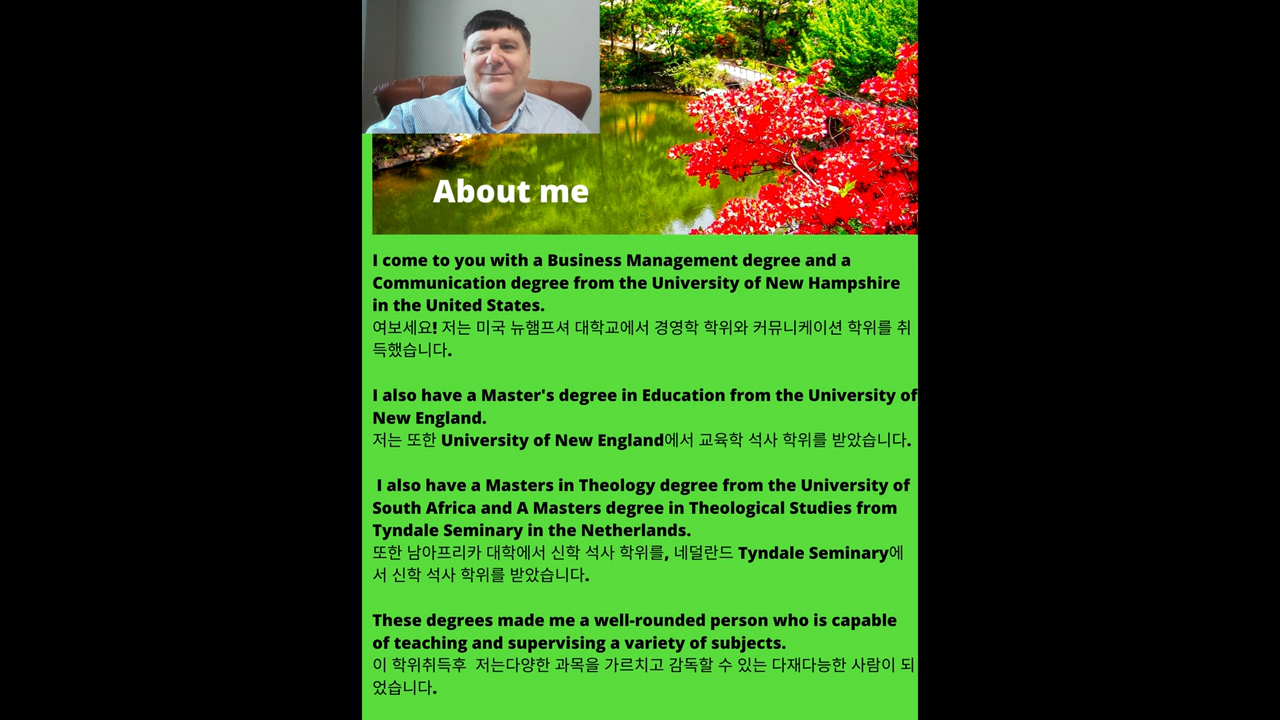 About me
I come to you with a Business Management degree and a
Communication degree from the University of New Hampshire
in the United States.
여보세요! 저는 미국 뉴햄프셔 대학교에서 경영학 학위와 커뮤니케이션 학위를 취
득했습니다.
I also have a Master's degree in Education from the University of
New England.
저는 또한 University of New England에서 교육학 석사 학위를 받았습니다.
I also have a Masters in Theology degree from the University of
South Africa and A Masters degree in Theological Studies from
Tyndale Seminary in the Netherlands.
또한 남아프리카 대학에서 신학 석사 학위를, 네덜란드 Tyndale Seminary에
서 신학 석사 학위를 받았습니다.
These degrees made me a well-rounded person who is capable
of teaching and supervising a variety of subjects.
이 학위취득후  저는다양한 과목을 가르치고 감독할 수 있는 다재다능한 사람이 되
었습니다.